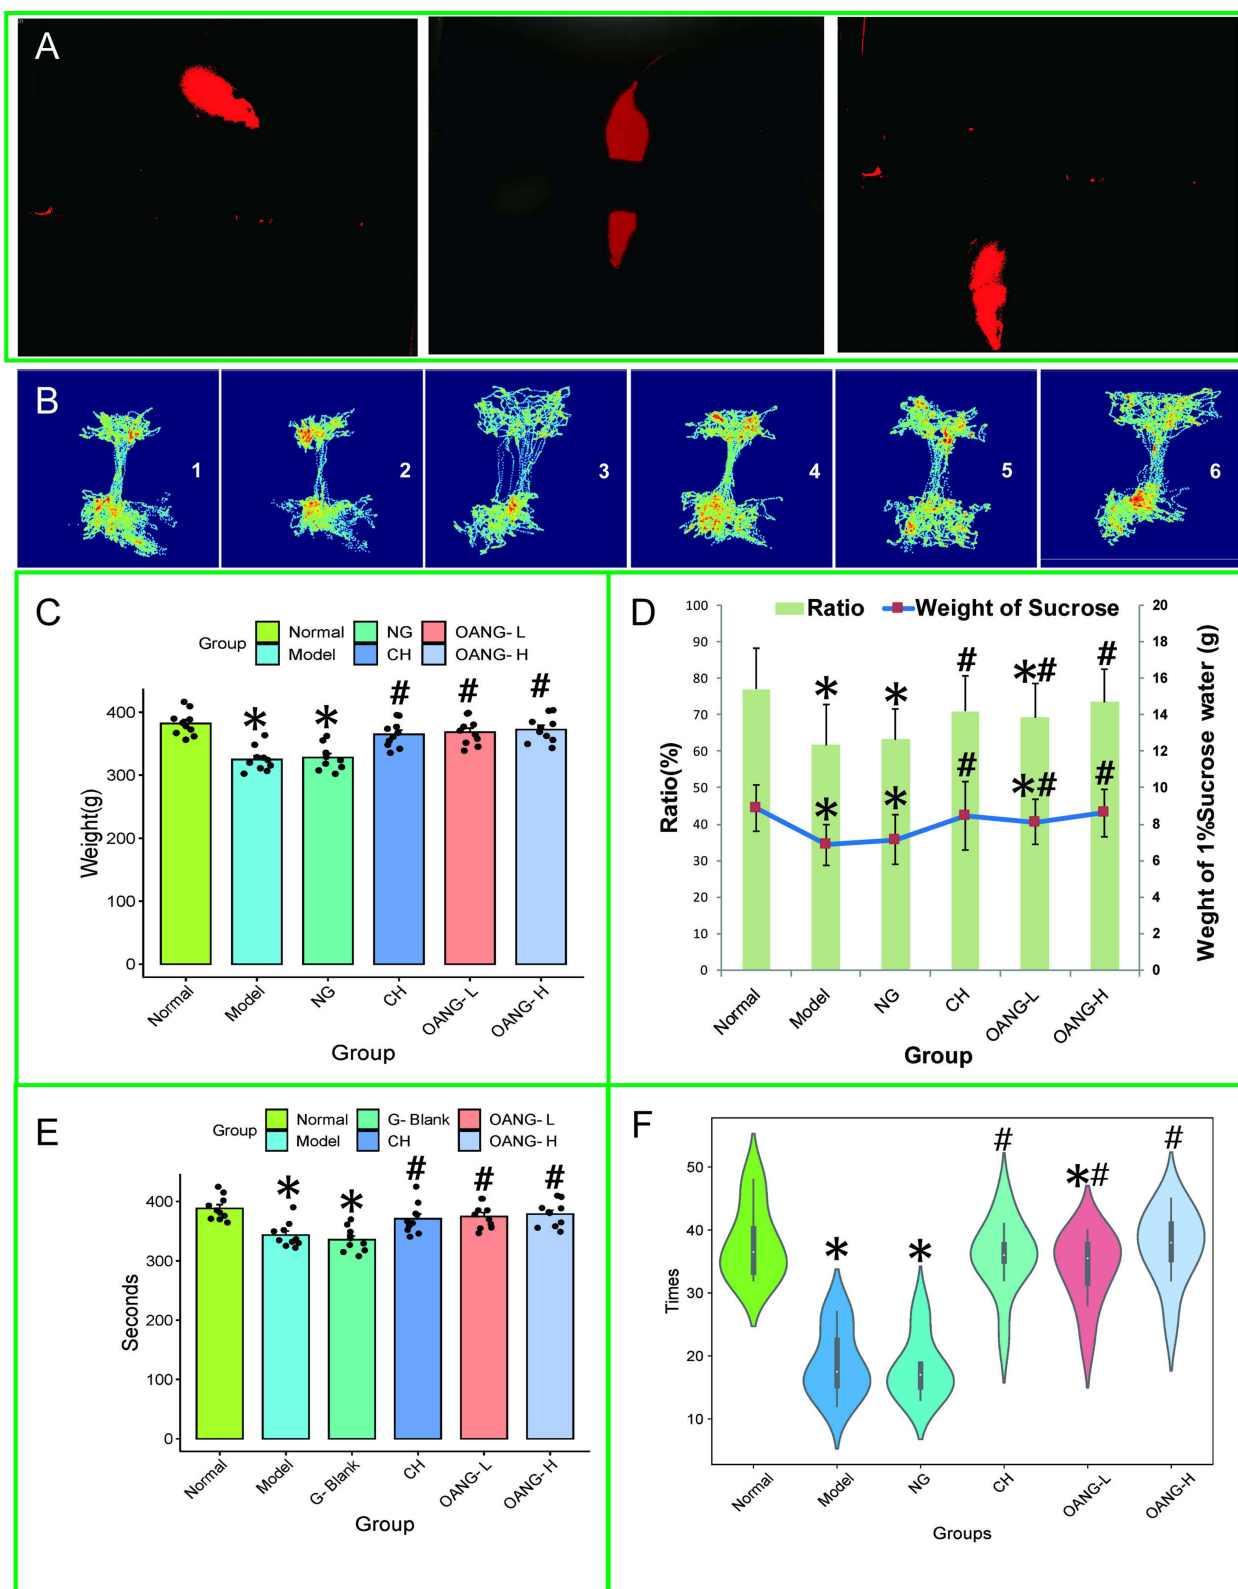 A
B
1
2
3
4
5
6
C
Group
Normal
NG
OANG- L
Model
CH
OANG- H
Weight(g)
400
300
200
100
0
*
*
#
#
#
Normal
Model
NG
CH
OANG- L
OANG- H
Group
D
Ratio
Weight of Sucrose
Ratio(%)
100
90
80
70
60
50
40
30
20
10
0
20
18
16
14
12
10
8
6
4
2
0
Weght of 1%Sucrose water (g)
*
*
#
*#
#
*
*
#
*#
#
Normal
Model
NG
CH
OANG-L
OANG-H
Group
E
Group
Normal
G- Blank
OANG- L
Model
CH
OANG- H
Seconds
400
300
200
100
0
*
*
#
#
#
Normal
Model
G- Blank
CH
OANG- L
OANG- H
Group
F
Times
50
40
30
20
10
*
*
#
*#
#
Normal
Model
NG
CH
OANG-L
OANG-H
Groups